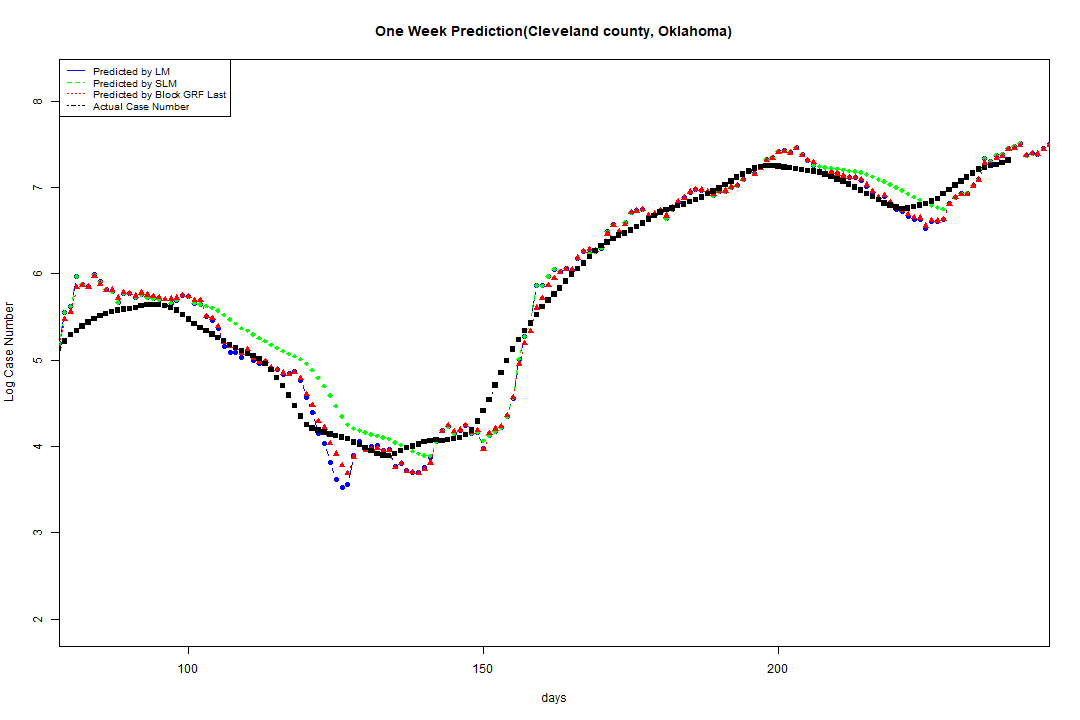 One Week Prediction(Cleveland county, Oklahoma)
Predicted by LM
Predicted by SLM
Predicted by Block GRF Last
Actual Case Number
8
7
6
5
4
3
2
Log Case Number
100 150 200
days